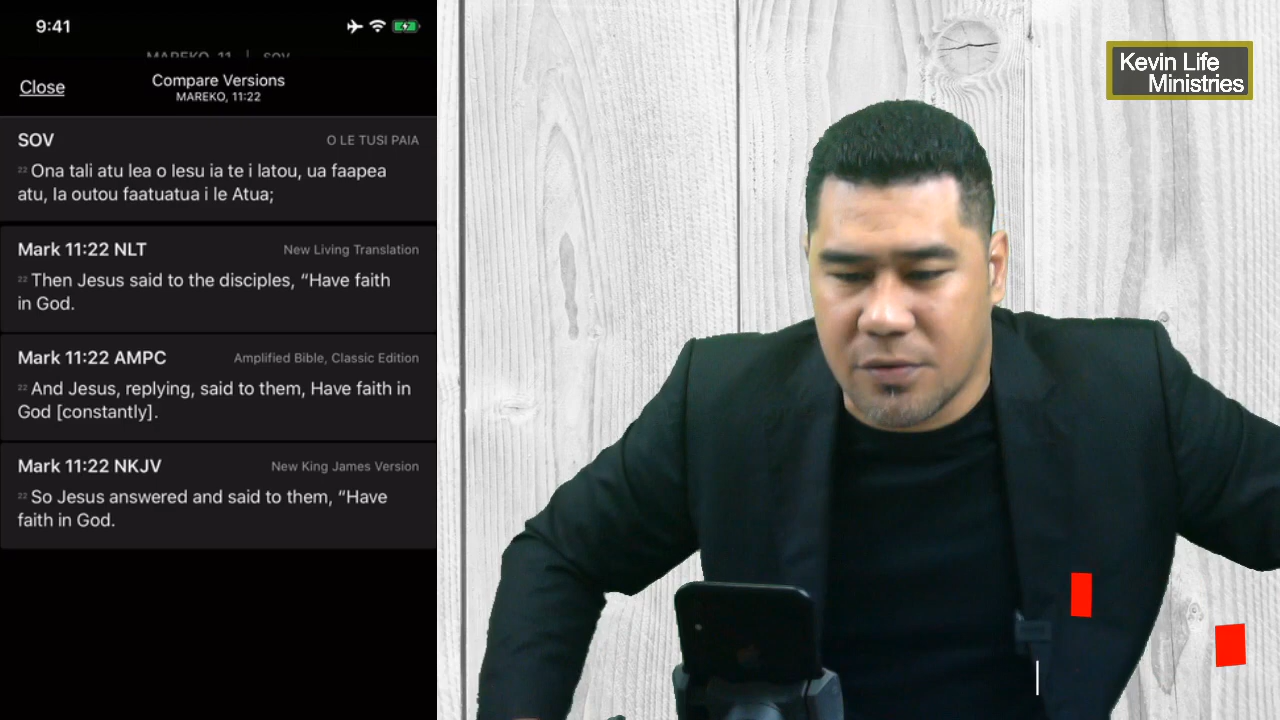 9:41
MAREKO, 11 | SOV
Close
Compare Versions
MAREKO, 11:22
SOV
O LE TUSI PAIA
22 Ona tali atu lea o Iesu ia te i latou, ua faapea
atu, Ia outou faatuatua i le Atua;
Mark 11:22 NLT
New Living Translation
22 Then Jesus said to the disciples, “Have faith
in God.
Mark 11:22 AMPC
Amplified Bible, Classic Edition
22 And Jesus, replying, said to them, Have faith in
God [constantly].
Mark 11:22 NKJV
New King James Version
22 So Jesus answered and said to them, “Have
faith in God.
Kevin Life
Ministries